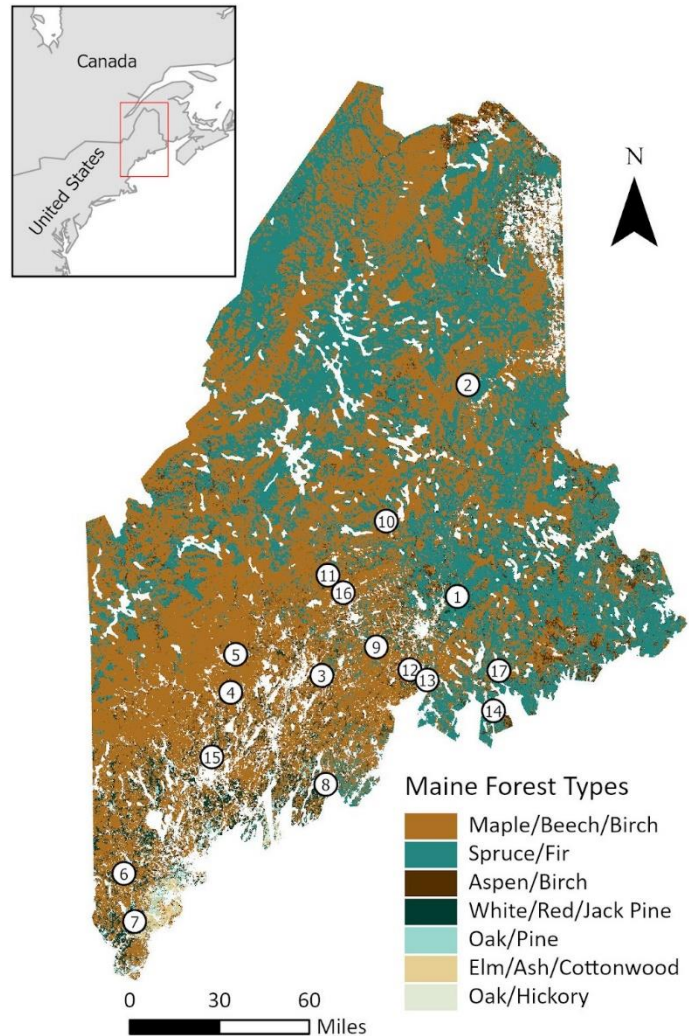 Canada
United States
N
2
10
11
16
1
9
5
3
12
13
17
4
14
15
8
6
7
Maine Forest Types
Maple/Beech/Birch
Spruce/Fir
Aspen/Birch
White/Red/Jack Pine
Oak/Pine
Elm/Ash/Cottonwood
Oak/Hickory
0 30 60
Miles